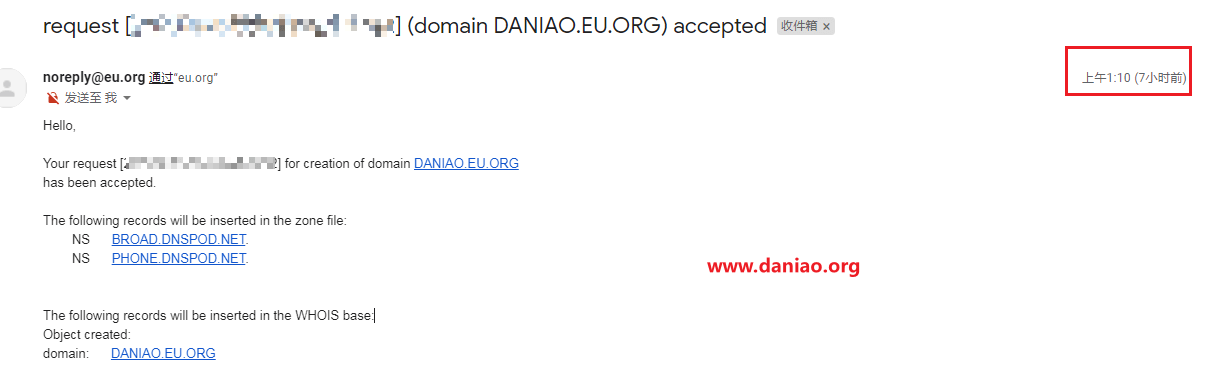 request [] (domain DANIAO.EU.ORG) accepted 收件箱 ×
noreply@eu.org 通过“eu.org”
上午1:10 (7小时前)
发送至 我
Hello,
Your request [] for creation of domain DANIAO.EU.ORG
has been accepted.
The following records will be inserted in the zone file:
NS BROAD.DNSPOD.NET.
NS PHONE.DNSPOD.NET.
www.daniao.org
The following records will be inserted in the WHOIS base:
Object created:
domain: DANIAO.EU.ORG